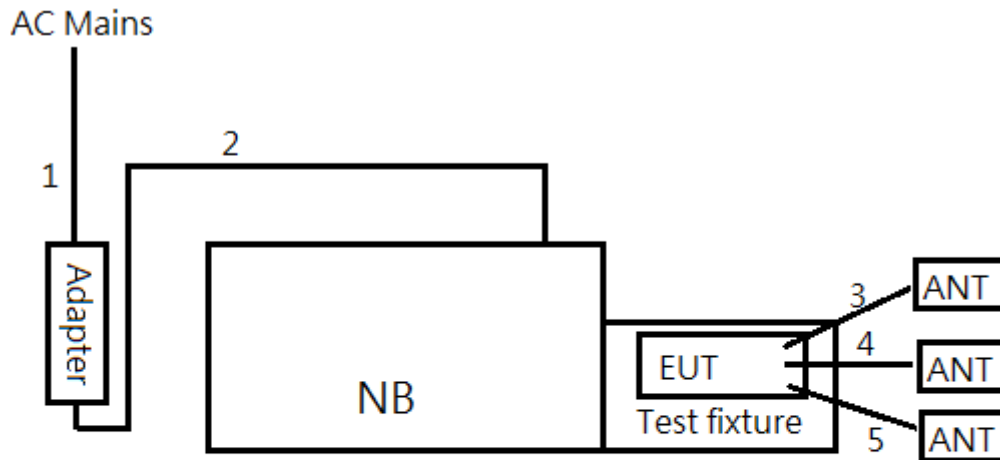 AC Mains
1
2
Adapter
NB
EUT
Test fixture
3
4
5
ANT
ANT
ANT